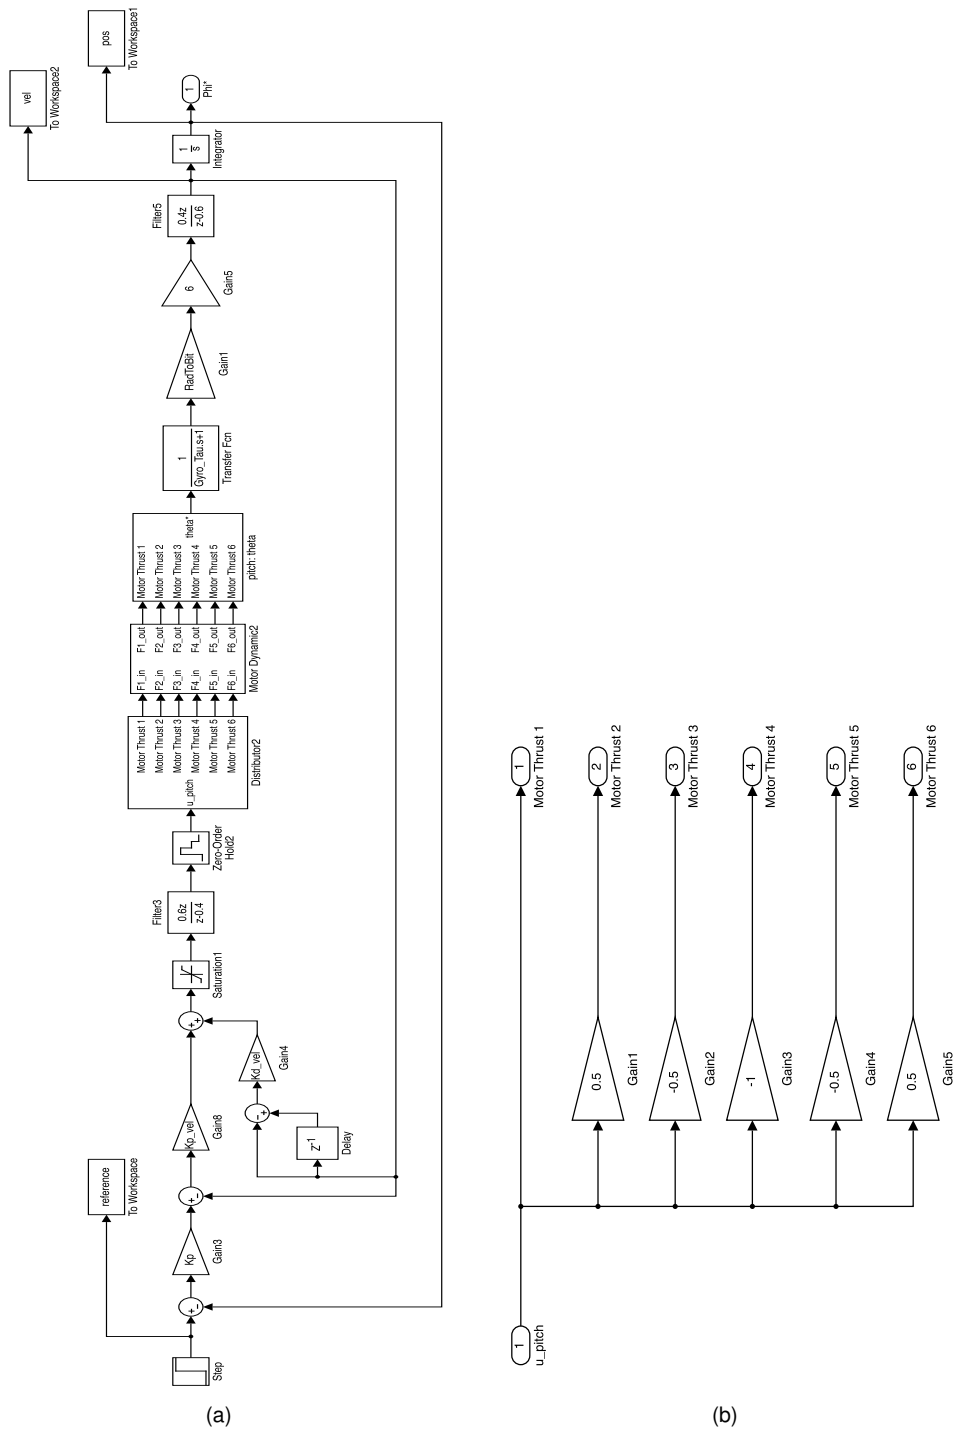 Step
reference
To Workspace
+
-
Kp
Gain3
+
-
Kp_vel
Gain8
Z-1
Delay
-
+
Kd_vel
Gain4
+
+
Saturation1
Filter3
0.6z
z-0.4
Zero-Order
Hold2
u_pitch
Motor Thrust 1
Motor Thrust 2
Motor Thrust 3
Motor Thrust 4
Motor Thrust 5
Motor Thrust 6
Distributor2
F1_in
F1_out
F2_in
F2_out
F3_in
F3_out
F4_in
F4_out
F5_in
F5_out
F6_in
F6_out
Motor Dynamic2
Motor Thrust 1
Motor Thrust 2
Motor Thrust 3
Motor Thrust 4
Motor Thrust 5
Motor Thrust 6
theta*
pitch: theta
1
Gyro_Tau.s+1
Transfer Fcn
RadToBit
Gain1
6
Gain5
Filter5
0.4z
z-0.6
1
s
Integrator
1
Phi*
vel
To Workspace2
pos
To Workspace1
(a)
1
u_pitch
0.5
Gain1
-0.5
Gain2
-1
Gain3
-0.5
Gain4
0.5
Gain5
1
Motor Thrust 1
2
Motor Thrust 2
3
Motor Thrust 3
4
Motor Thrust 4
5
Motor Thrust 5
6
Motor Thrust 6
(b)